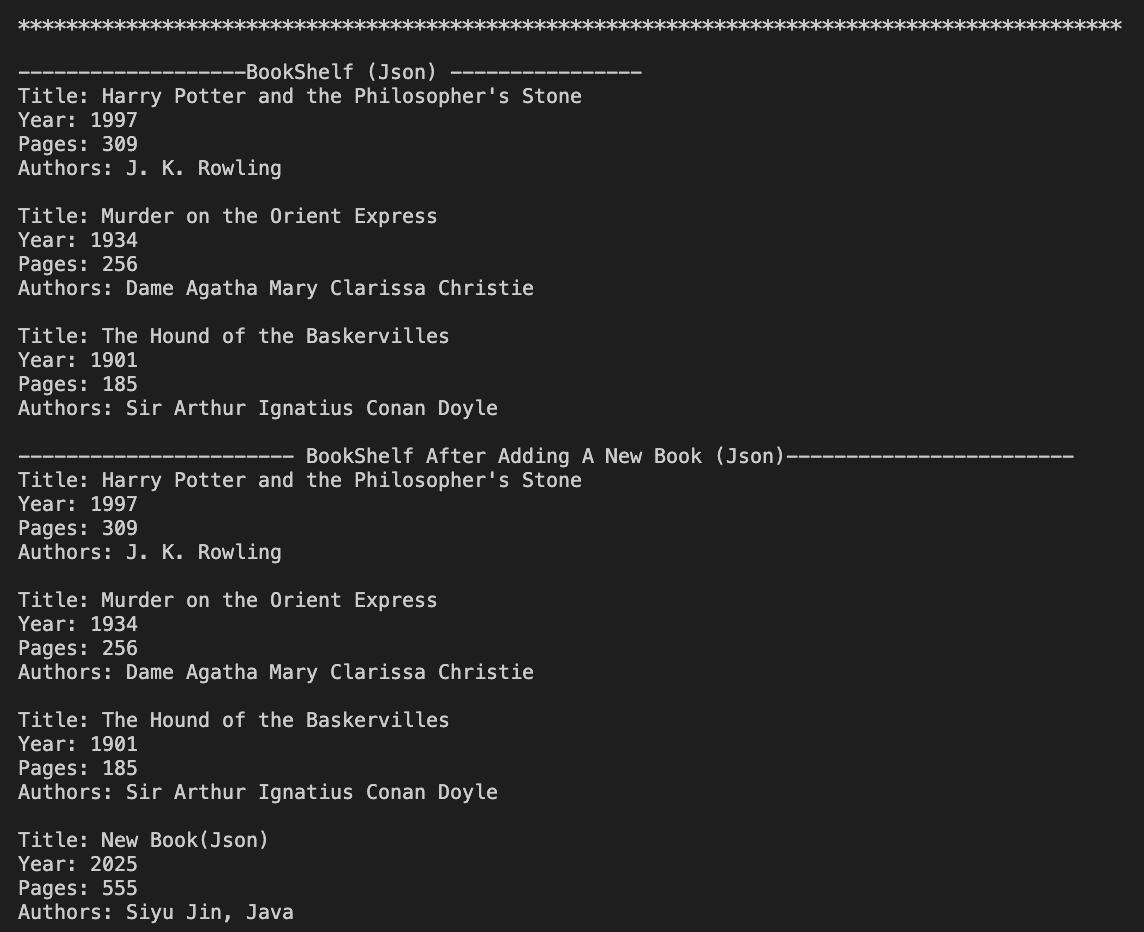 ********************************************************************************************
-------------------BookShelf (Json) ----------------
Title: Harry Potter and the Philosopher's Stone
Year: 1997
Pages: 309
Authors: J. K. Rowling
Title: Murder on the Orient Express
Year: 1934
Pages: 256
Authors: Dame Agatha Mary Clarissa Christie
Title: The Hound of the Baskervilles
Year: 1901
Pages: 185
Authors: Sir Arthur Ignatius Conan Doyle
----------------------- BookShelf After Adding A New Book (Json)------------------------
Title: Harry Potter and the Philosopher's Stone
Year: 1997
Pages: 309
Authors: J. K. Rowling
Title: Murder on the Orient Express
Year: 1934
Pages: 256
Authors: Dame Agatha Mary Clarissa Christie
Title: The Hound of the Baskervilles
Year: 1901
Pages: 185
Authors: Sir Arthur Ignatius Conan Doyle
Title: New Book(Json)
Year: 2025
Pages: 555
Authors: Siyu Jin, Java